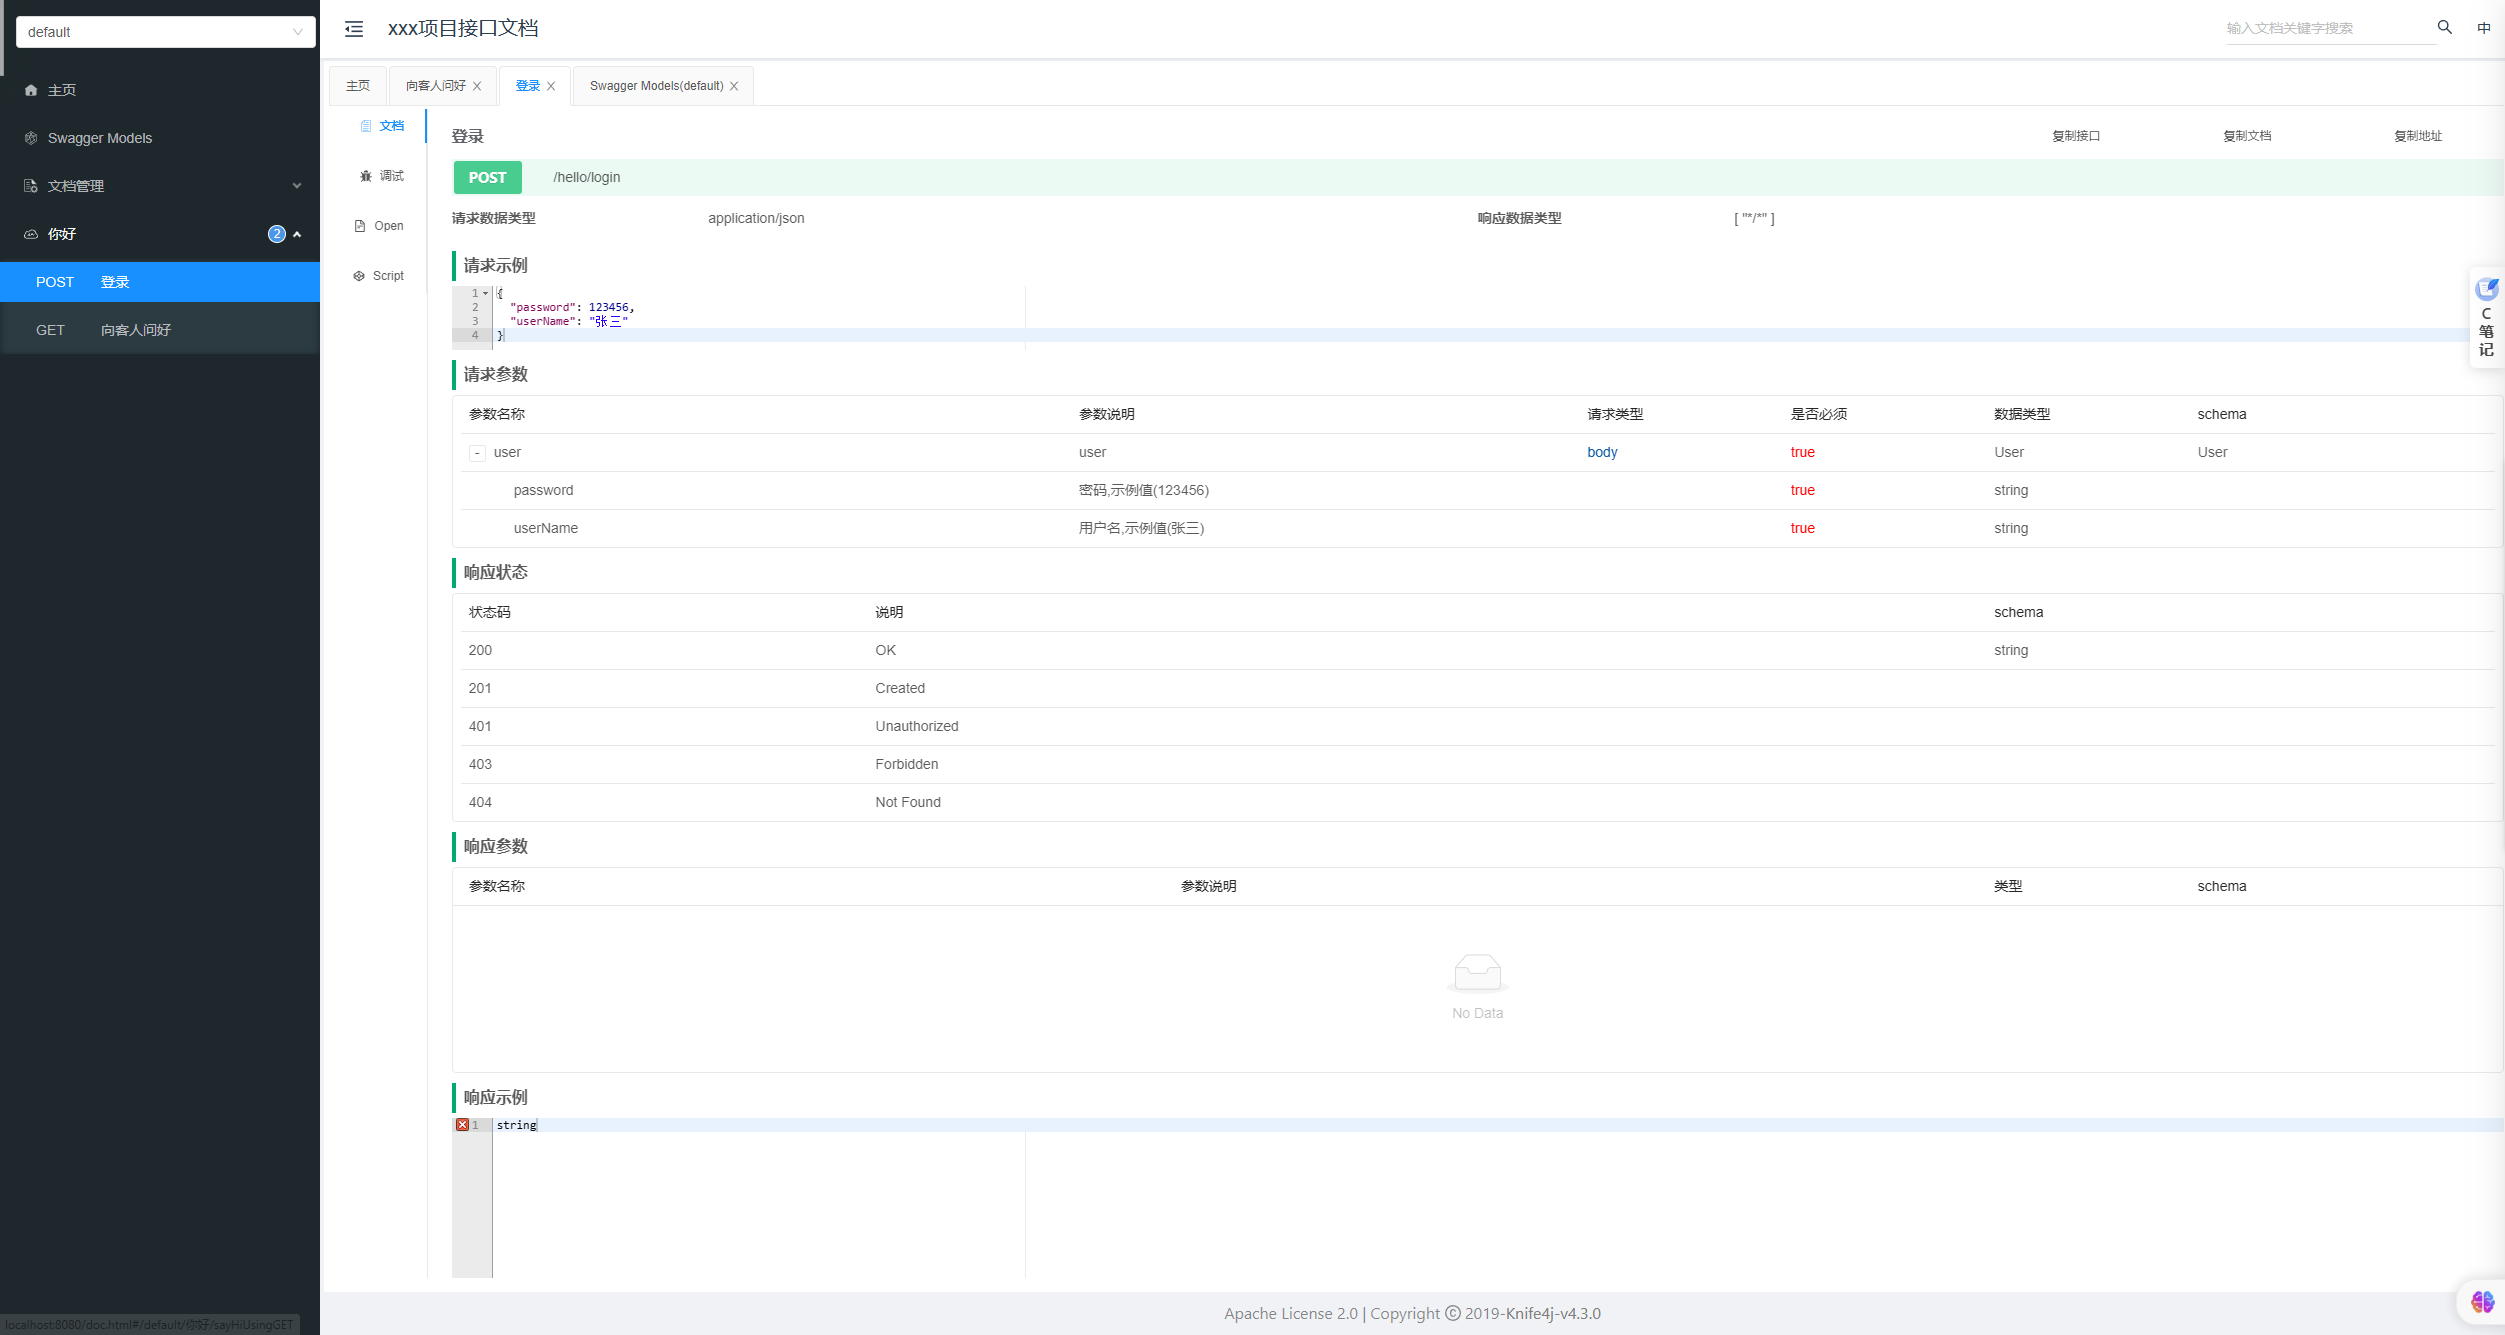 default
主页
Swagger Models
文档管理
你好 2
POST 登录
GET 向客人问好
localhost:8080/doc.html#/default/你好/sayHiUsingGET
xxx项目接口文档
输入文档关键字搜索
中
主页
向客人问好
登录
Swagger Models(default)
文档
调试
Open
Script
登录
复制接口 复制文档 复制地址
POST /hello/login
请求数据类型 application/json 响应数据类型 [ "*/*" ]
请求示例
1 {
2 "password": 123456,
3 "userName": "张三"
4 }
请求参数
参数名称 参数说明 请求类型 是否必须 数据类型 schema
- user user body true User User
password 密码,示例值(123456) true string
userName 用户名,示例值(张三) true string
响应状态
状态码 说明 schema
200 OK string
201 Created
401 Unauthorized
403 Forbidden
404 Not Found
响应参数
参数名称 参数说明 类型 schema
No Data
响应示例
1 string
Apache License 2.0 | Copyright © 2019-Knife4j-v4.3.0
C
笔
记